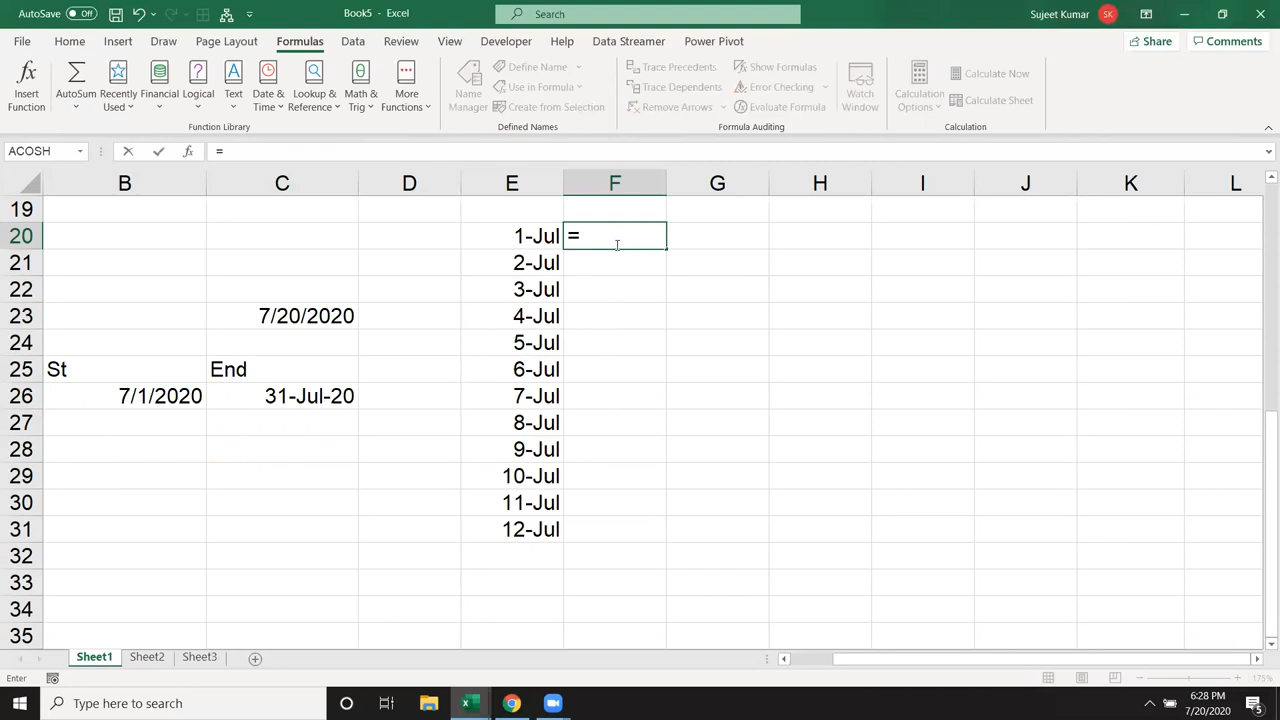 AutoSave Off Book5 - Excel Search Sujeet Kumar SK
File Home Insert Draw Page Layout Formulas Data Review View Developer Help Data Streamer Power Pivot Share Comments
Insert Function
AutoSum
Recently Used
Financial
Logical
Text
Date & Time
Lookup & Reference
Math & Trig
More Functions
Function Library
Name Manager
Define Name
Use in Formula
Create from Selection
Defined Names
Trace Precedents
Trace Dependents
Remove Arrows
Show Formulas
Error Checking
Evaluate Formula
Formula Auditing
Watch Window
Calculation Options
Calculate Now
Calculate Sheet
Calculation
ACOSH fx =
B C D E F G H I J K L
19
20 1-Jul =
21 2-Jul
22 3-Jul
23 7/20/2020 4-Jul
24 5-Jul
25 St End 6-Jul
26 7/1/2020 31-Jul-20 7-Jul
27 8-Jul
28 9-Jul
29 10-Jul
30 11-Jul
31 12-Jul
32
33
34
35
Sheet1 Sheet2 Sheet3
Enter 175%
Type here to search
6:28 PM
7/20/2020
5